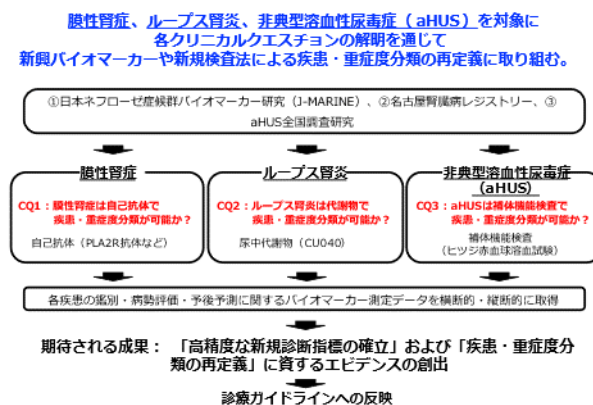 膜性腎症、ループス腎炎、非典型溶血性尿毒症（aHUS）を対象に
各クリニカルクエスチョンの解明を通じて
新興バイオマーカーや新規検査法による疾患・重症度分類の再定義に取り組む。
①日本ネフローゼ症候群バイオマーカー研究（J-MARINE）、②名古屋腎臓病レジストリー、③
aHUS全国調査研究
膜性腎症
CQ1：膜性腎症は自己抗体で
疾患・重症度分類が可能か？
自己抗体（PLA2R抗体など）
ループス腎炎
CQ2：ループス腎炎は代謝物で
疾患・重症度分類が可能か？
尿中代謝物（CU040）
非典型溶血性尿毒症
（aHUS）
CQ3：aHUSは補体機能検査で
疾患・重症度分類が可能か？
補体機能検査
（ヒツジ赤血球溶血試験）
各疾患の鑑別・病勢評価・予後予測に関するバイオマーカー測定データを横断的・縦断的に取得
期待される成果：「高精度な新規診断指標の確立」および「疾患・重症度分
類の再定義」に資するエビデンスの創出
診療ガイドラインへの反映